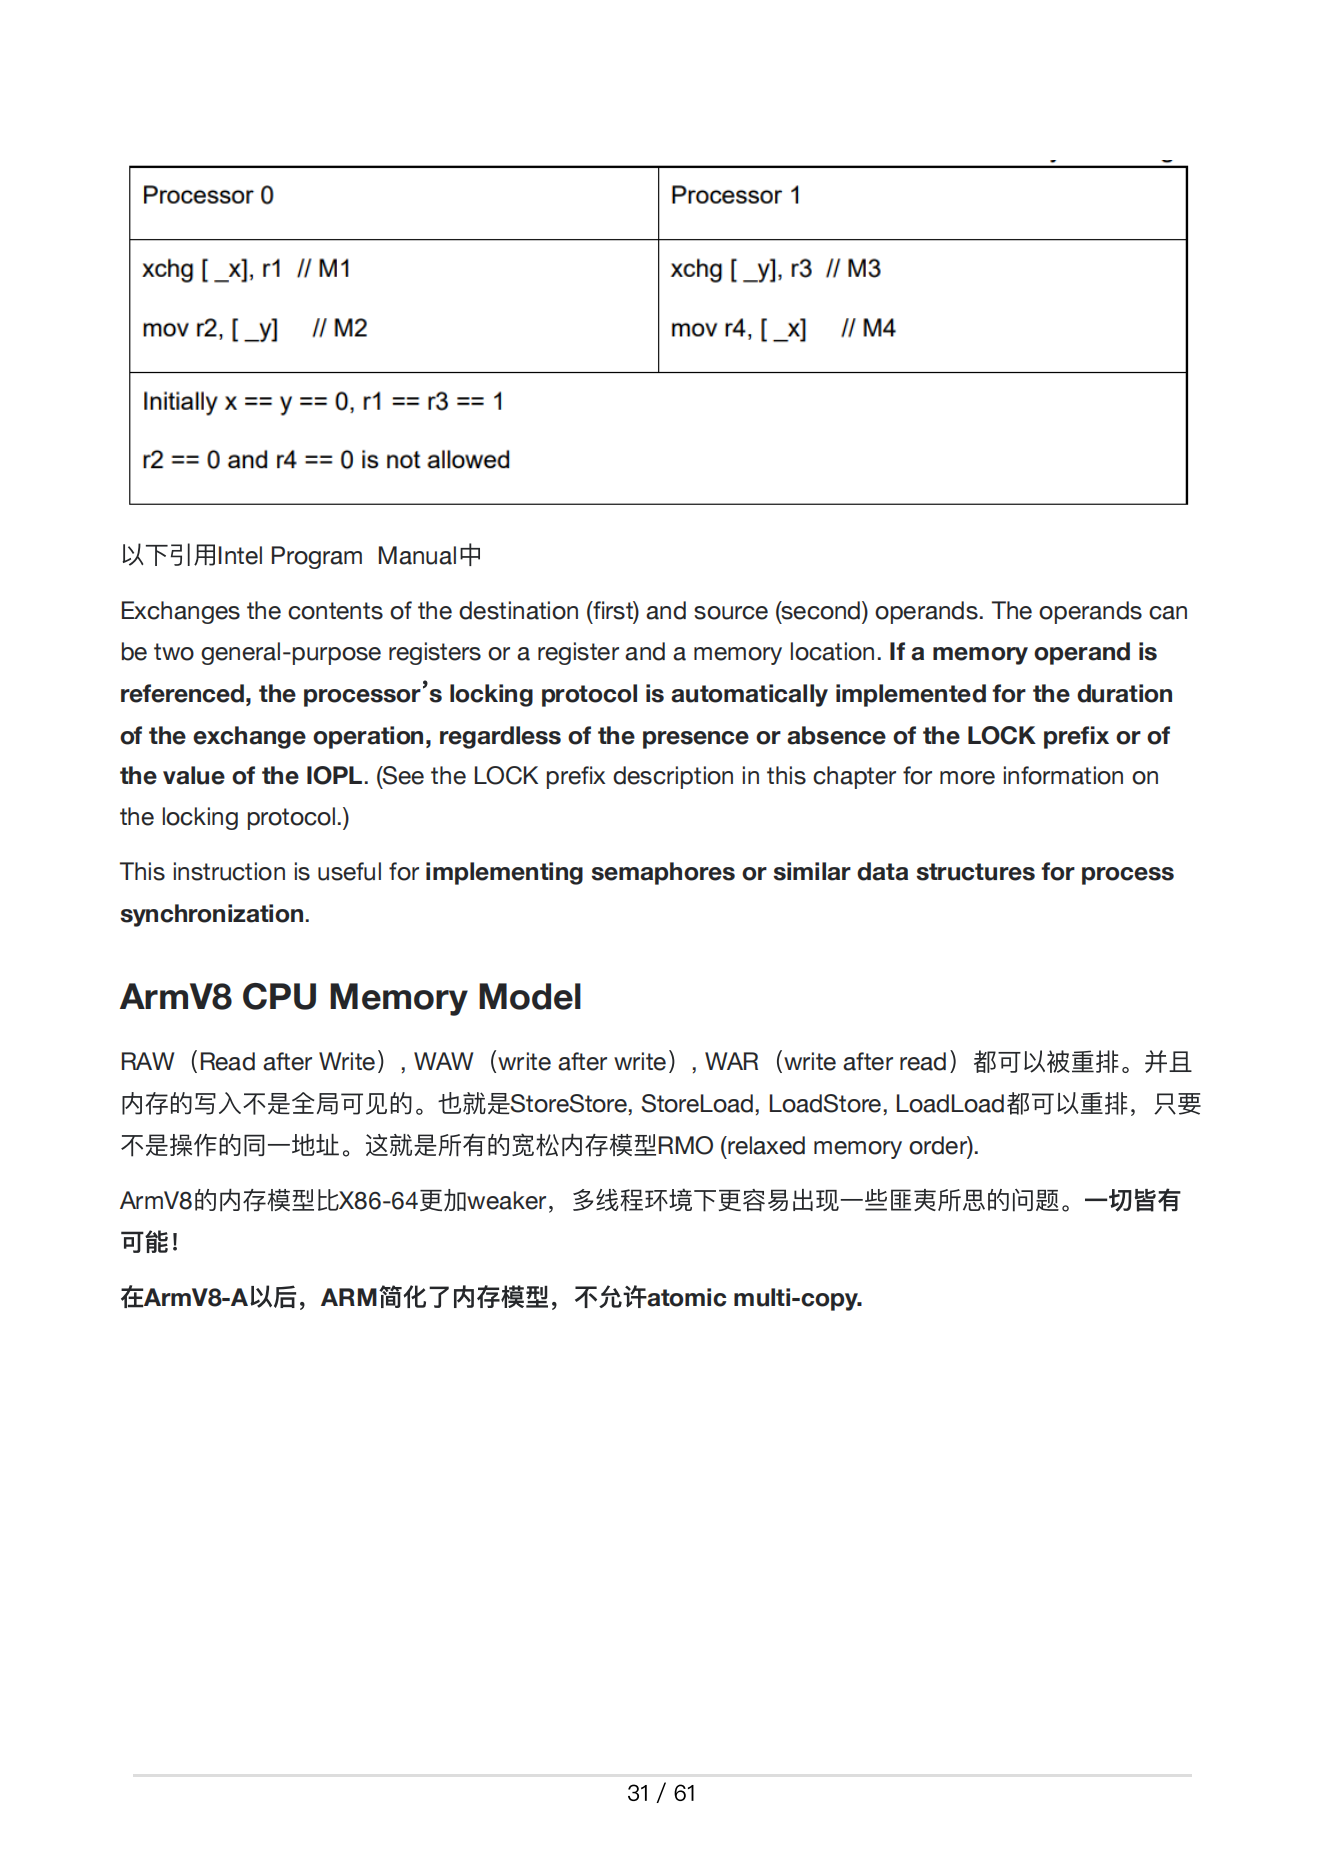 Processor 0
Processor 1
xchg [ _x], r1 // M1
mov r2, [ _y] // M2
xchg [ _y], r3 // M3
mov r4, [ _x] // M4
Initially x == y == 0, r1 == r3 == 1
r2 == 0 and r4 == 0 is not allowed
以下引用Intel Program Manual中
Exchanges the contents of the destination (first) and source (second) operands. The operands can
be two general-purpose registers or a register and a memory location. If a memory operand is
referenced, the processor’s locking protocol is automatically implemented for the duration
of the exchange operation, regardless of the presence or absence of the LOCK prefix or of
the value of the IOPL. (See the LOCK prefix description in this chapter for more information on
the locking protocol.)
This instruction is useful for implementing semaphores or similar data structures for process
synchronization.
ArmV8 CPU Memory Model
RAW（Read after Write）, WAW（write after write）, WAR（write after read）都可以被重排。并且
内存的写入不是全局可见的。也就是StoreStore, StoreLoad, LoadStore, LoadLoad都可以重排，只要
不是操作的同一地址。这就是所有的宽松内存模型RMO (relaxed memory order).
ArmV8的内存模型比X86-64更加weaker，多线程环境下更容易出现一些匪夷所思的问题。一切皆有
可能！
在ArmV8-A以后，ARM简化了内存模型，不允许atomic multi-copy.
31 / 61